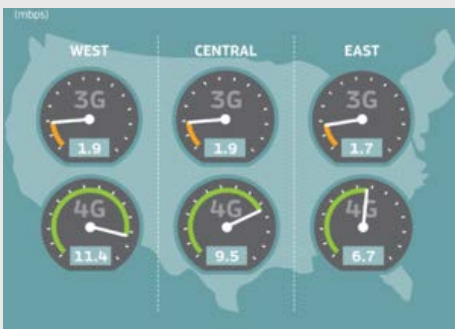 (mbps)
WEST CENTRAL EAST
3G 3G 3G
1.9 1.9 1.7
4G 4G 4G
11.4 9.5 6.7